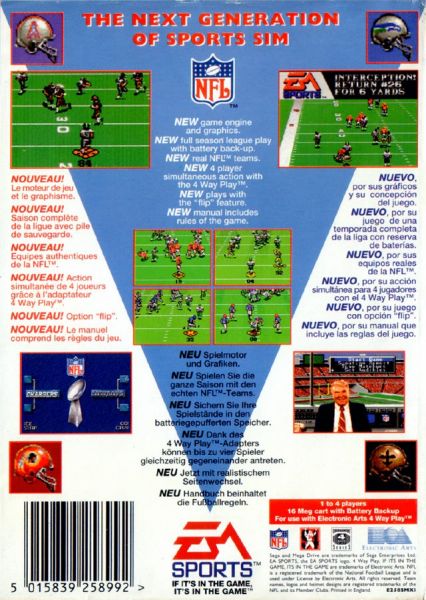 THE NEXT GENERATION
OF SPORTS SIM
NFL
™
64
EA
SPORTS™
INTERCEPTION!
RETURN #26
FOR 6 YARDS
NEW game engine
and graphics.
NEW full season league play
with battery back-up
NEW real NFL™ teams.
NEW 4 player
simultaneous action with
the 4 Way Play™.
NEW plays with
the "flip" feature.
NEW manual includes
rules of the game.
NOUVEAU!
Le moteur de jeu
et le graphisme.
NOUVEAU!
Saison complète
de la ligue avec pile
de sauvegarde.
NOUVEAU!
Equipes authentiques
de la NFL™.
NOUVEAU! Action
simultanée de 4 joueurs
grâce à l'adaptateur
4 Way Play™.
NOUVEAU! Option "flip".
NOUVEAU! Le manuel
comprend les règles du jeu.
NUEVO,
por sus gráficos
y su concepción
del juego.
NUEVO, por su
juego de una
temporada completa
de la liga con reserva
de baterías.
NUEVO, por sus
equipos reales
de la NFL™.
NUEVO, por su acción
simultánea para 4 jugadores
con el 4 Way Play™.
NUEVO, por su juego
con opción "flip".
NUEVO, por su manual que
incluye las reglas del juego.
NEU Spielmotor
und Grafiken.
NEU Spielen Sie die
ganze Saison mit den
echten NFL™-Teams.
NEU Sichern Sie Ihre
Spielstände in den
batteriegepufferten Speicher.
NEU Dank des
4 Way Play™-Adapters
können bis zu vier Spieler
gleichzeitig gegeneinander antreten.
NEU Jetzt mit realistischem
Seitenwechsel.
NEU Handbuch beinhaltet
die Fußballregeln.
NFL
CHARGERS
1 to 4 players
16 Meg cart with Battery Backup
For use with Electronic Arts 4 Way Play™
EA
SPORTS™
IF IT'S IN THE GAME,
IT'S IN THE GAME.™
NFL
ELECTRONIC ARTS
Sega and Mega Drive are trademarks of Sega Enterprises Ltd.
EA SPORTS, the EA SPORTS logo, 4 Way Play, IF IT'S IN THE GAME,
IT'S IN THE GAME are trademarks of Electronic Arts. NFL
is a registered trademark of the National Football League and is
used under License by Electronic Arts. All rights reserved. Team
names, logos and helmet designs are registered trademarks of the
NFL and its Member Clubs. Printed in England.
5 015839 258992 >
E258SMXI